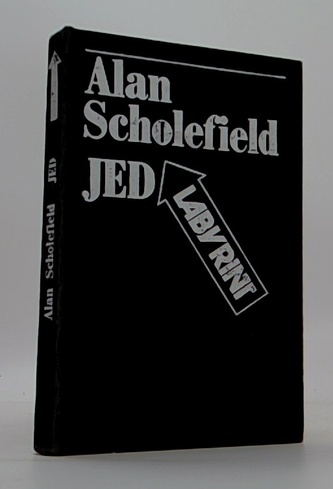 Alan
Scholefield
JED
LABYRINT
Alan Scholefield JED